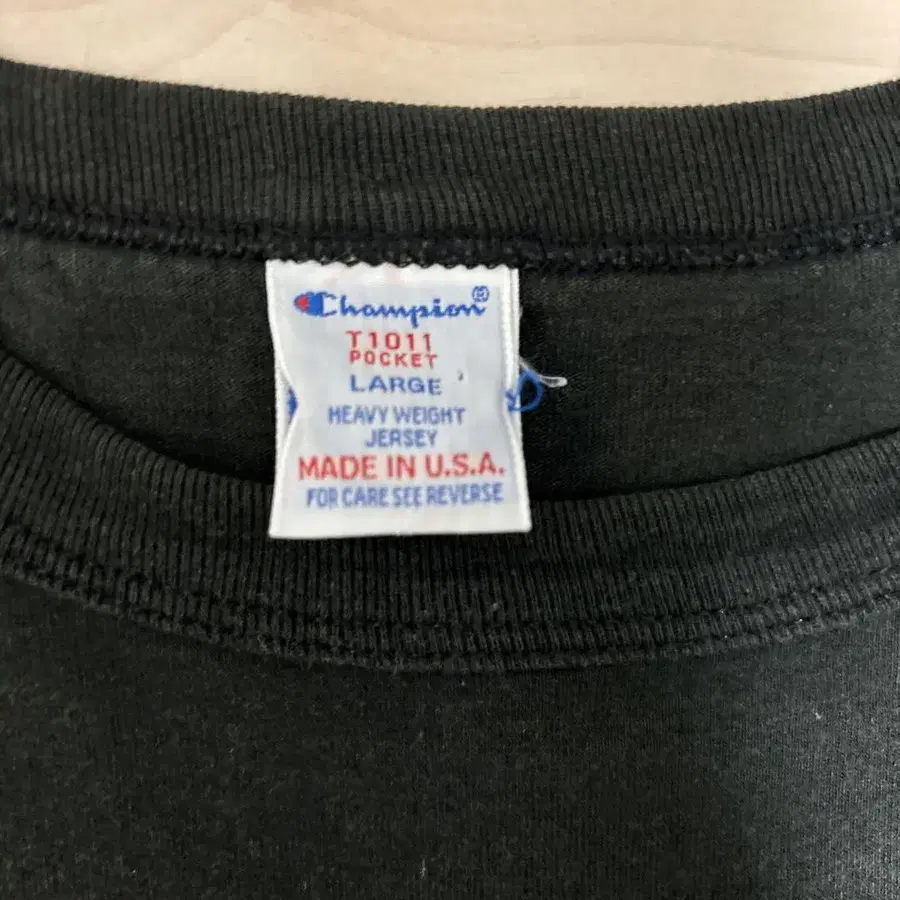 Champion®
T1011
POCKET
LARGE
HEAVY WEIGHT
JERSEY
MADE IN U.S.A.
FOR CARE SEE REVERSE